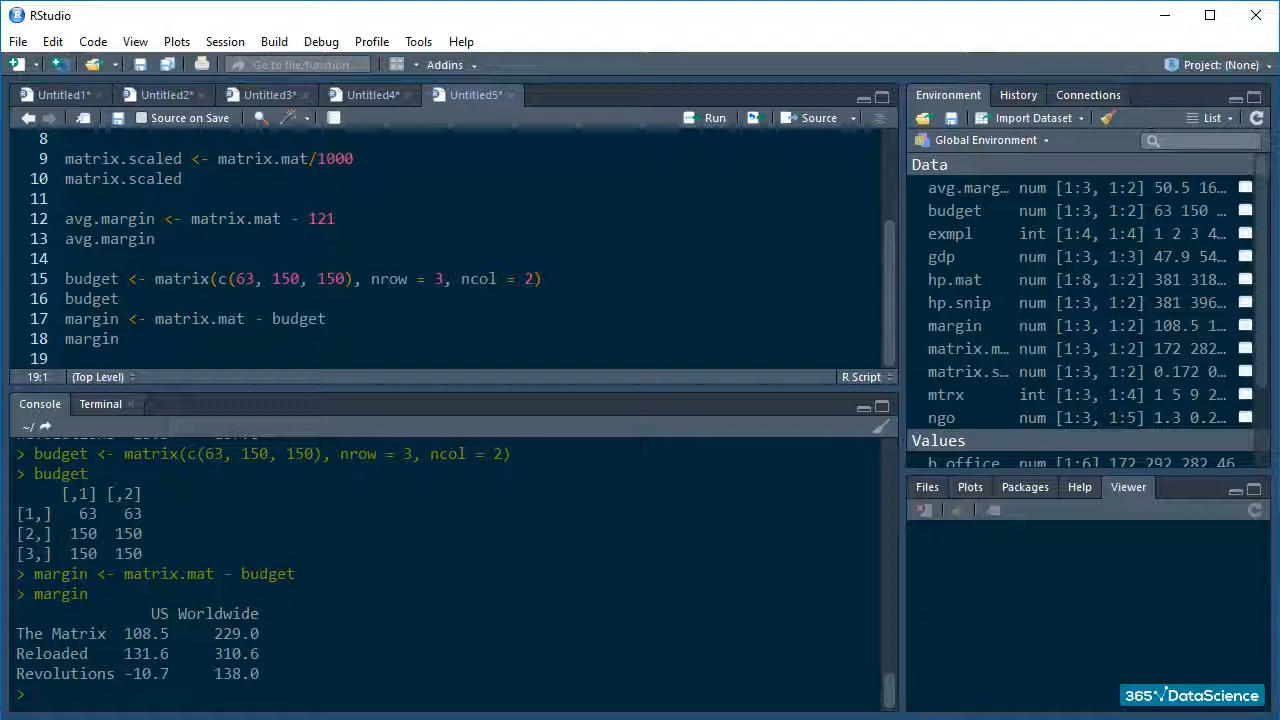 RStudio
File Edit Code View Plots Session Build Debug Profile Tools Help
Go to file/function Addins Project: (None)
Untitled1* Untitled2* Untitled3* Untitled4* Untitled5*
Source on Save Run Source
8
9 matrix.scaled <- matrix.mat/1000
10 matrix.scaled
11
12 avg.margin <- matrix.mat - 121
13 avg.margin
14
15 budget <- matrix(c(63, 150, 150), nrow = 3, ncol = 2)
16 budget
17 margin <- matrix.mat - budget
18 margin
19
19:1 (Top Level) R Script
Console Terminal
~/
> budget <- matrix(c(63, 150, 150), nrow = 3, ncol = 2)
> budget
[,1] [,2]
[1,] 63 63
[2,] 150 150
[3,] 150 150
> margin <- matrix.mat - budget
> margin
US Worldwide
The Matrix 108.5 229.0
Reloaded 131.6 310.6
Revolutions -10.7 138.0
>
Environment History Connections
Import Dataset List
Global Environment
Data
avg.marg… num [1:3, 1:2] 50.5 16…
budget num [1:3, 1:2] 63 150 …
exmpl int [1:4, 1:4] 1 2 3 4…
gdp num [1:3, 1:3] 47.9 54…
hp.mat num [1:8, 1:2] 381 318…
hp.snip num [1:3, 1:2] 381 396…
margin num [1:3, 1:2] 108.5 1…
matrix.m… num [1:3, 1:2] 172 282…
matrix.s… num [1:3, 1:2] 0.172 0…
mtrx int [1:3, 1:4] 1 5 9 2…
ngo num [1:3, 1:5] 1.3 0.2…
Values
b_office num [1:6] 172 292 282 46
Files Plots Packages Help Viewer
365 DataScience